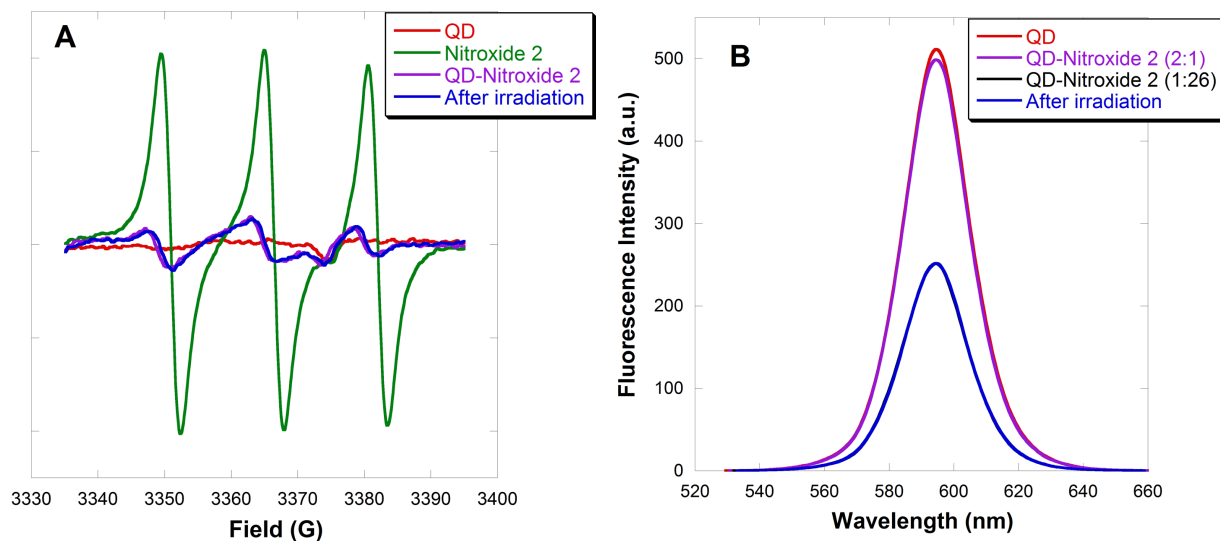 A
QD
Nitroxide 2
QD-Nitroxide 2
After irradiation
3330 3340 3350 3360 3370 3380 3390 3400
Field (G)
B
QD
QD-Nitroxide 2 (2:1)
QD-Nitroxide 2 (1:26)
After irradiation
Fluorescence Intensity (a.u.)
500
400
300
200
100
0
520 540 560 580 600 620 640 660
Wavelength (nm)